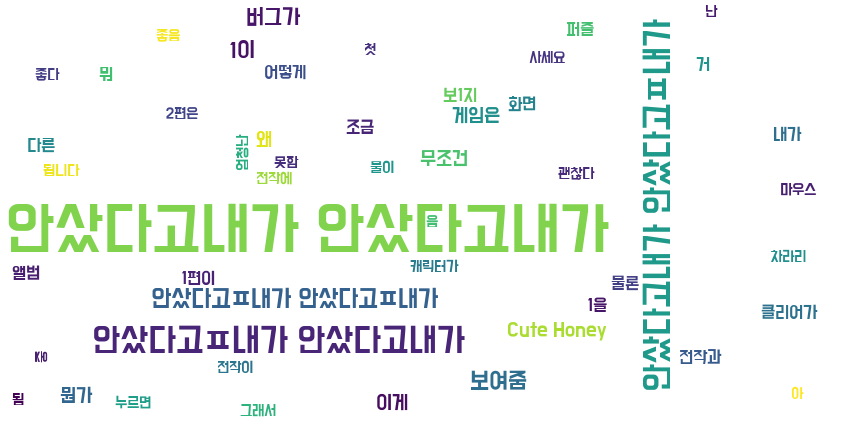 버그가
난
좋음
퍼즐
1이
첫
사세요
거
좋다
뭐
어떻게
보1지
화면
2편은
게임은
조금
내가
다른
엄청난
왜
무조건
못함
물이
됩니다
전작에
괜찮다
마우스
안샀다고내가 안샀다고내가
음
안샀다고내가 안샀다고프내가
차라리
캐릭터가
앨범
1편이
물론
안샀다고프내가 안샀다고프내가
1을
클리어가
Cute Honey
안샀다고프내가 안샀다고내가
전작과
전작이
보여줌
뭔가
아
됨
누르면
이게
그래서